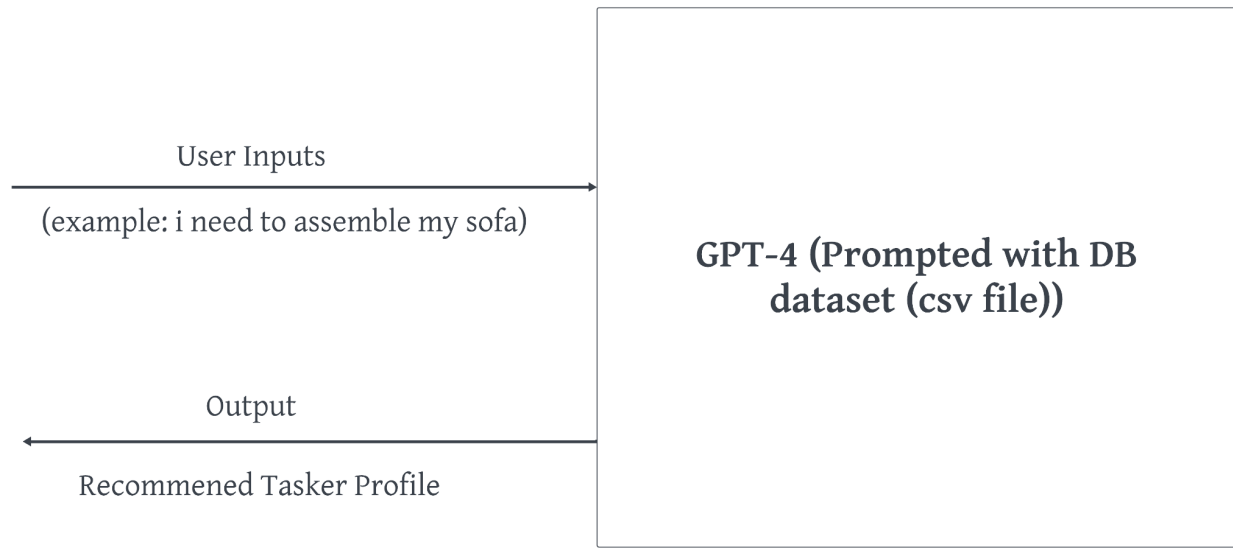 User Inputs
(example: i need to assemble my sofa)
GPT-4 (Prompted with DB
dataset (csv file))
Output
Recommened Tasker Profile